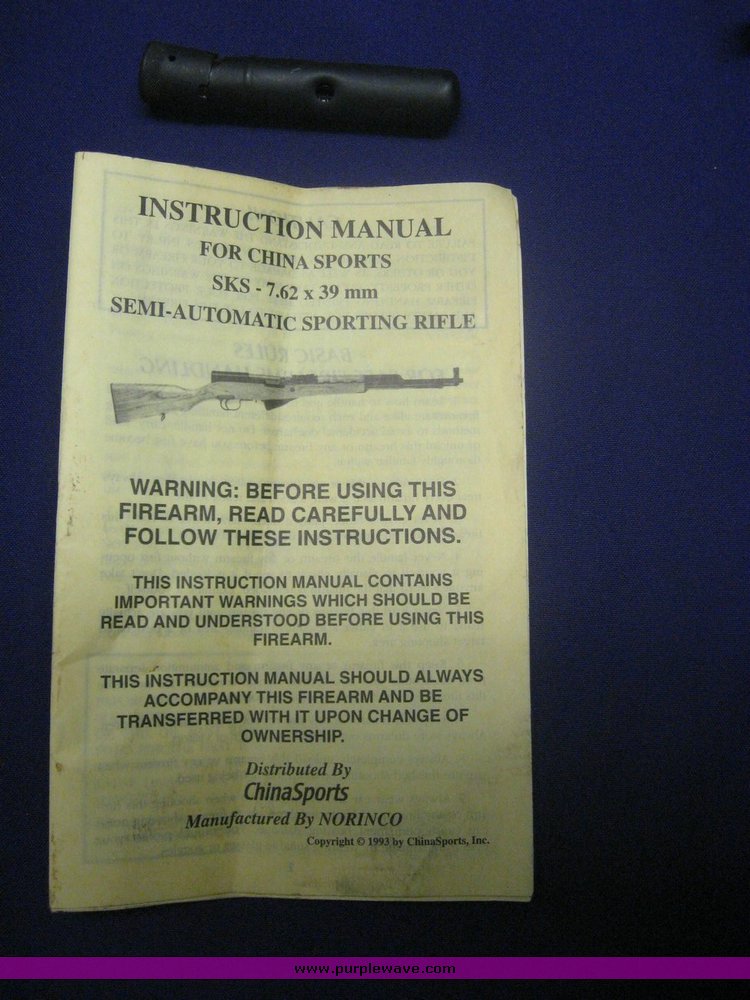 INSTRUCTION MANUAL
FOR CHINA SPORTS
SKS - 7.62 x 39 mm
SEMI-AUTOMATIC SPORTING RIFLE
WARNING: BEFORE USING THIS
FIREARM, READ CAREFULLY AND
FOLLOW THESE INSTRUCTIONS.
THIS INSTRUCTION MANUAL CONTAINS
IMPORTANT WARNINGS WHICH SHOULD BE
READ AND UNDERSTOOD BEFORE USING THIS
FIREARM.
THIS INSTRUCTION MANUAL SHOULD ALWAYS
ACCOMPANY THIS FIREARM AND BE
TRANSFERRED WITH IT UPON CHANGE OF
OWNERSHIP.
Distributed By
ChinaSports
Manufactured By NORINCO
Copyright © 1993 by ChinaSports, Inc.
www.purplewave.com